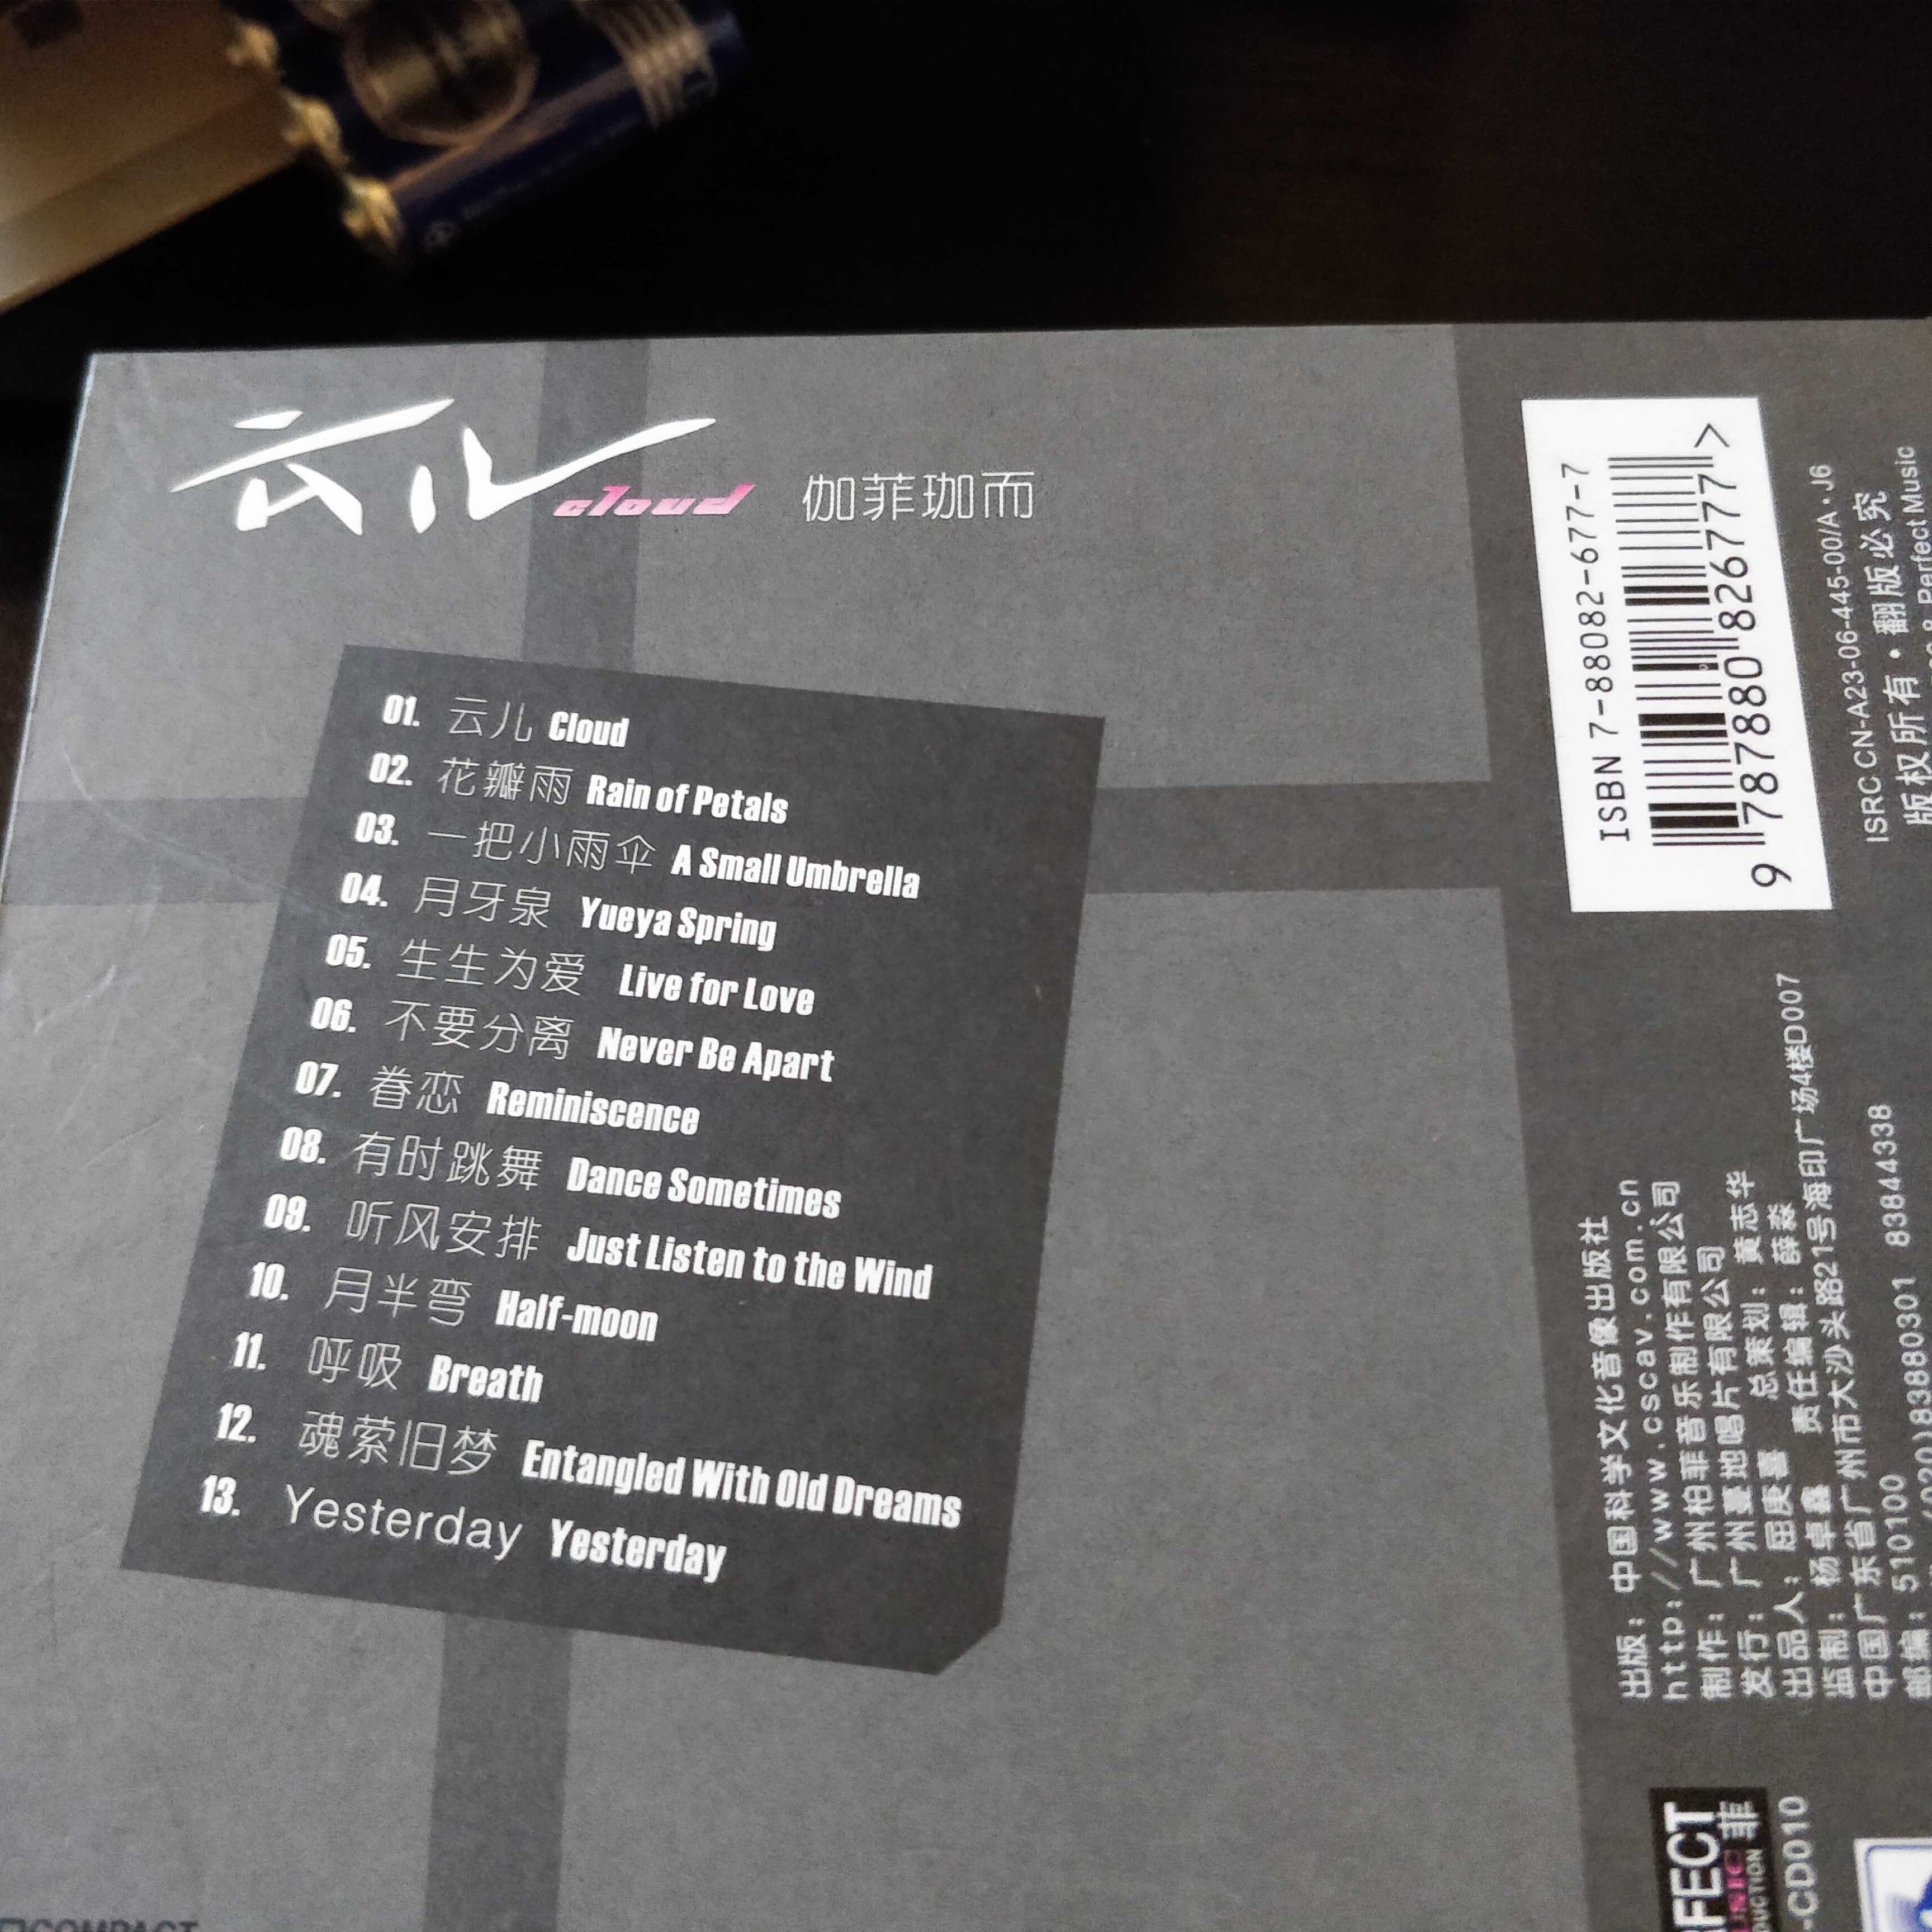 云儿 cloud 伽菲珈而
01. 云儿 Cloud
02. 花瓣雨 Rain of Petals
03. 一把小雨伞 A Small Umbrella
04. 月牙泉 Yueya Spring
05. 生生为爱 Live for Love
06. 不要分离 Never Be Apart
07. 眷恋 Reminiscence
08. 有时跳舞 Dance Sometimes
09. 听风安排 Just Listen to the Wind
10. 月半弯 Half-moon
11. 呼吸 Breath
12. 魂萦旧梦 Entangled With Old Dreams
13. Yesterday Yesterday
ISBN 7-88082-677-7
9 787880 826777 >
ISRC CN-A23-06-445-00/A·J6
版权所有·翻版必究
Perfect Music
出版：中国科学文化音像出版社
http://www.cscav.com.cn
制作：广州柏菲音乐制作有限公司
发行：广州蔓地唱片有限公司
出品人：屈庚喜 总策划：黄志华
监制：杨卓鑫 责任编辑：薛淼
中国广东省广州市大沙头路21号海印广场4楼D007
邮编：510100
83880301 83844338
菲
CD010
COMPACT